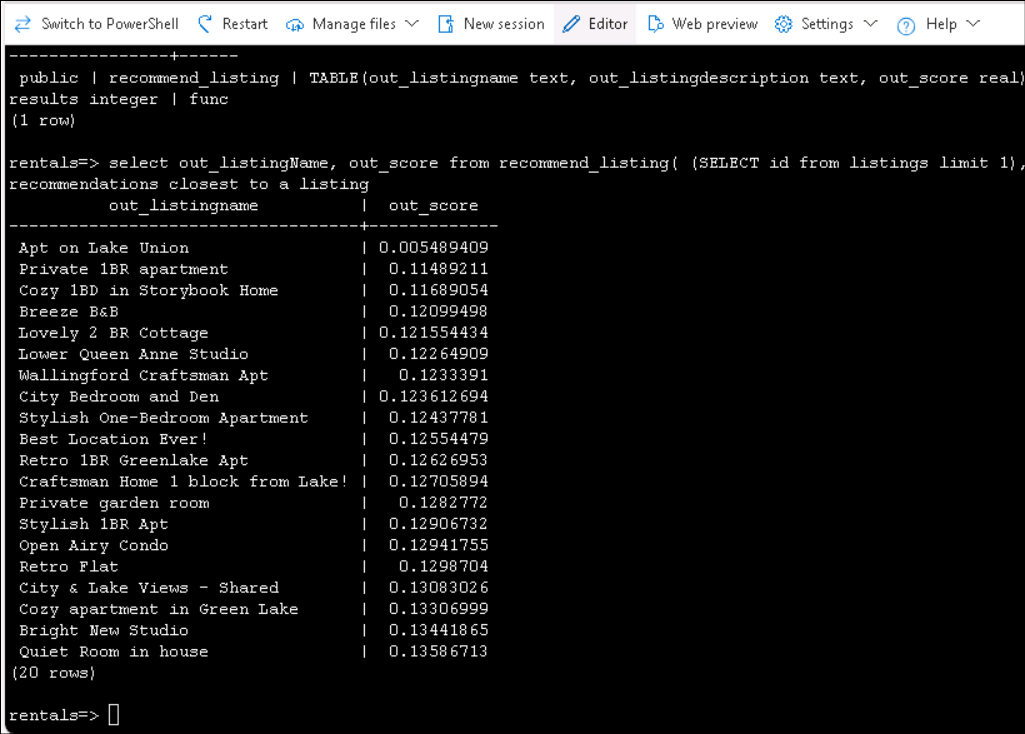 Switch to PowerShell Restart Manage files New session Editor Web preview Settings Help
----------------+------
public | recommend_listing | TABLE(out_listingname text, out_listingdescription text, out_score real)
results integer | func
(1 row)
rentals=> select out_listingName, out_score from recommend_listing( (SELECT id from listings limit 1),
recommendations closest to a listing
out_listingname | out_score
-----------------------------------+-------------
Apt on Lake Union | 0.005489409
Private 1BR apartment | 0.11489211
Cozy 1BD in Storybook Home | 0.11689054
Breeze B&B | 0.12099498
Lovely 2 BR Cottage | 0.121554434
Lower Queen Anne Studio | 0.12264909
Wallingford Craftsman Apt | 0.1233391
City Bedroom and Den | 0.123612694
Stylish One-Bedroom Apartment | 0.12437781
Best Location Ever! | 0.12554479
Retro 1BR Greenlake Apt | 0.12626953
Craftsman Home 1 block from Lake! | 0.12705894
Private garden room | 0.1282772
Stylish 1BR Apt | 0.12906732
Open Airy Condo | 0.12941755
Retro Flat | 0.1298704
City & Lake Views - Shared | 0.13083026
Cozy apartment in Green Lake | 0.13306999
Bright New Studio | 0.13441865
Quiet Room in house | 0.13586713
(20 rows)
rentals=>